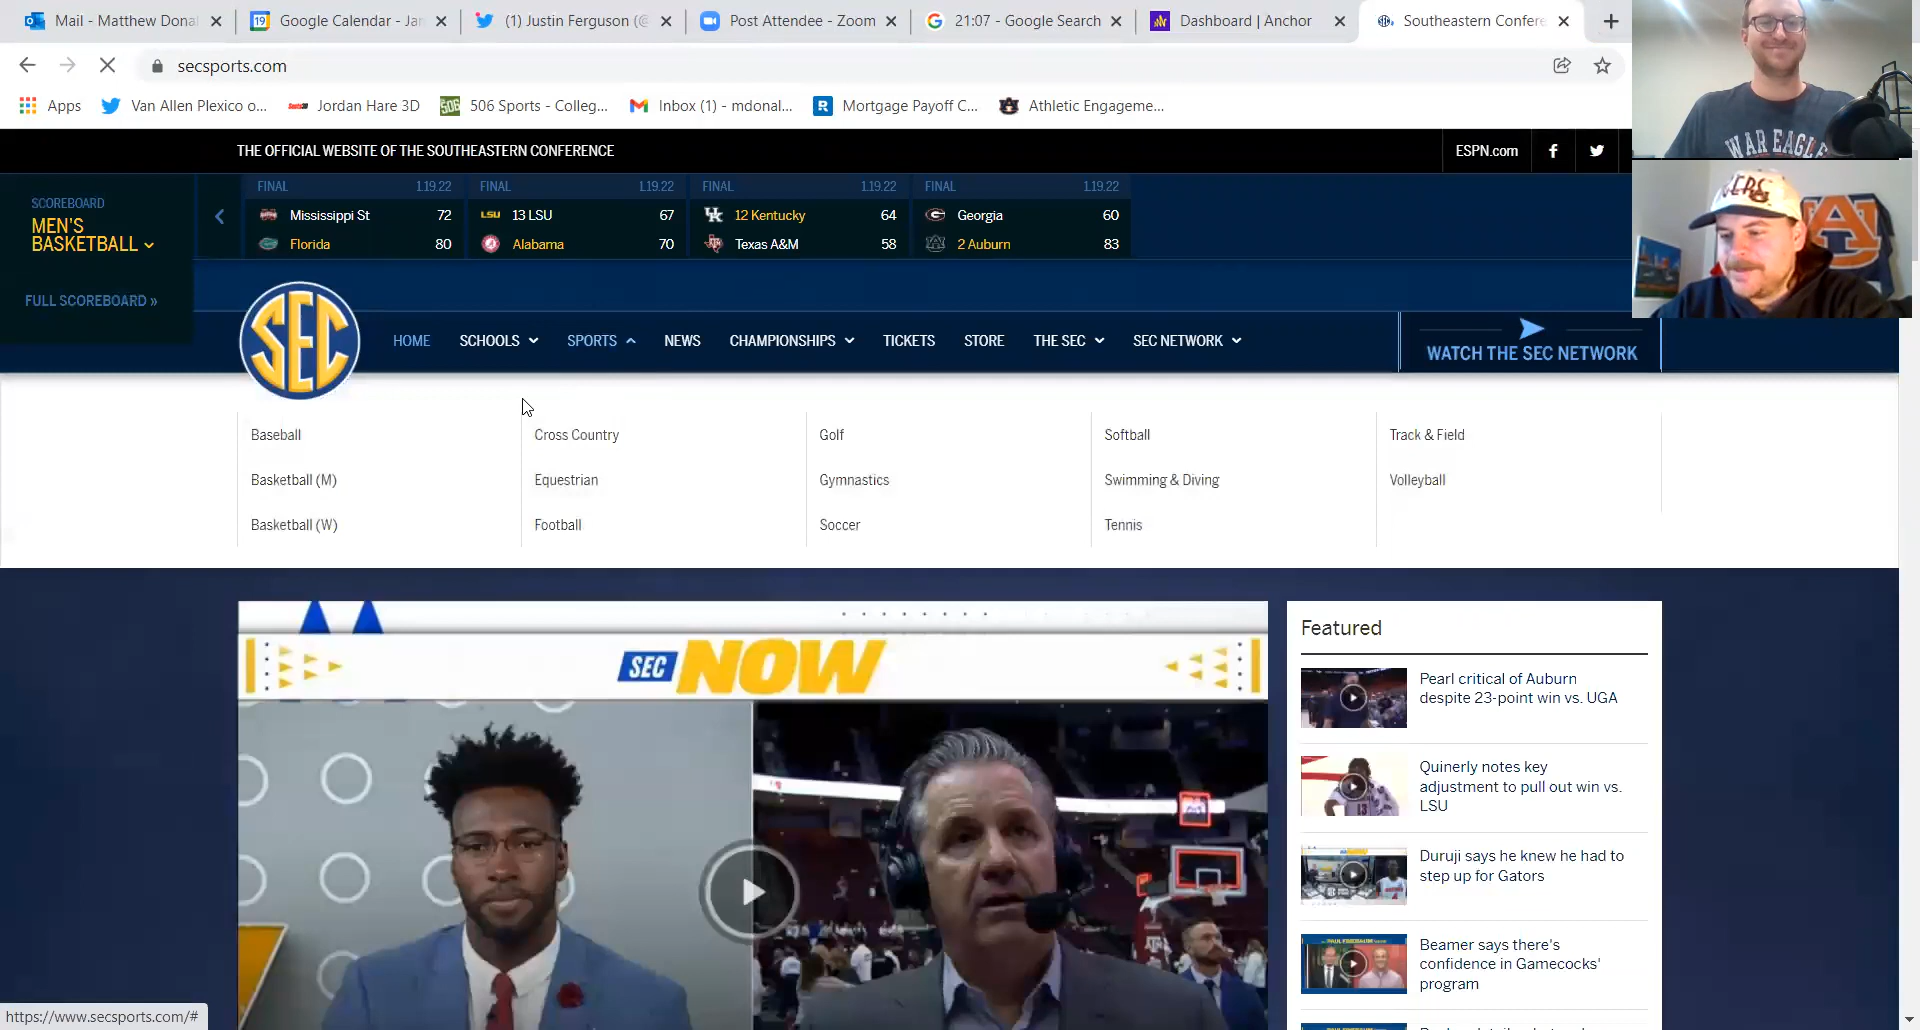 Mail - Matthew Donal
19 Google Calendar - Jan
(1) Justin Ferguson (@
Post Attendee - Zoom
21:07 - Google Search
Dashboard | Anchor
Southeastern Confere
secsports.com
Apps
Van Allen Plexico o...
Jordan Hare 3D
506 Sports - Colleg...
Inbox (1) - mdonal...
Mortgage Payoff C...
Athletic Engageme...
WAR EAGLE
THE OFFICIAL WEBSITE OF THE SOUTHEASTERN CONFERENCE
ESPN.com
SCOREBOARD
MEN'S
BASKETBALL
FULL SCOREBOARD »
FINAL 1.19.22
Mississippi St 72
Florida 80
FINAL 1.19.22
LSU 13 LSU 67
Alabama 70
FINAL 1.19.22
12 Kentucky 64
Texas A&M 58
FINAL 1.19.22
Georgia 60
2 Auburn 83
SEC
HOME
SCHOOLS
SPORTS
NEWS
CHAMPIONSHIPS
TICKETS
STORE
THE SEC
SEC NETWORK
WATCH THE SEC NETWORK
Baseball
Basketball (M)
Basketball (W)
Cross Country
Equestrian
Football
Golf
Gymnastics
Soccer
Softball
Swimming & Diving
Tennis
Track & Field
Volleyball
SEC NOW
Featured
Pearl critical of Auburn
despite 23-point win vs. UGA
Quinerly notes key
adjustment to pull out win vs.
LSU
Duruji says he knew he had to
step up for Gators
Beamer says there's
confidence in Gamecocks'
program
https://www.secsports.com/#